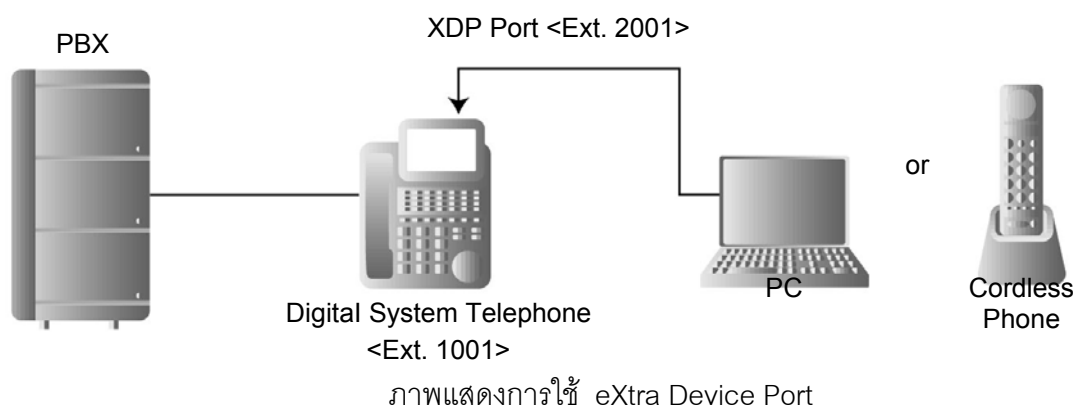 XDP Port <Ext. 2001>
PBX
or
PC
Cordless
Phone
Digital System Telephone
<Ext. 1001>
ภาพแสดงการใช้ eXtra Device Port